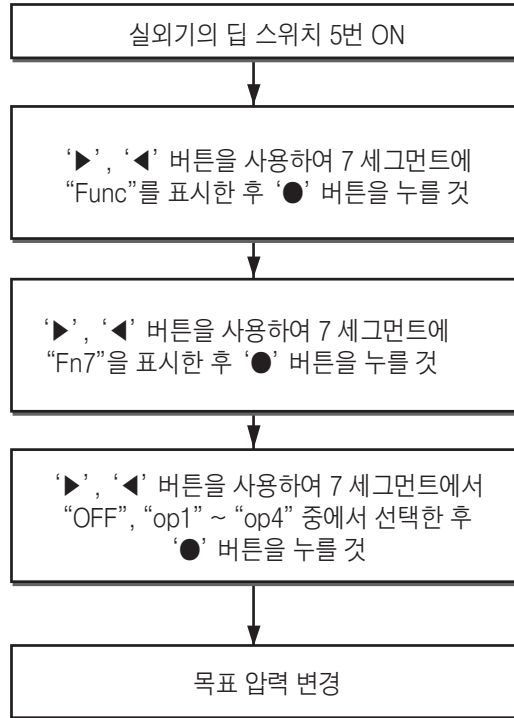 실외기의 딥 스위치 5번 ON
‘▶’, ‘◀’ 버튼을 사용하여 7 세그먼트에
“Func”를 표시한 후 ‘●’ 버튼을 누를 것
‘▶’, ‘◀’ 버튼을 사용하여 7 세그먼트에
“Fn7”을 표시한 후 ‘●’ 버튼을 누를 것
‘▶’, ‘◀’ 버튼을 사용하여 7 세그먼트에서
“OFF”, “op1” ~ “op4” 중에서 선택한 후
‘●’ 버튼을 누를 것
목표 압력 변경